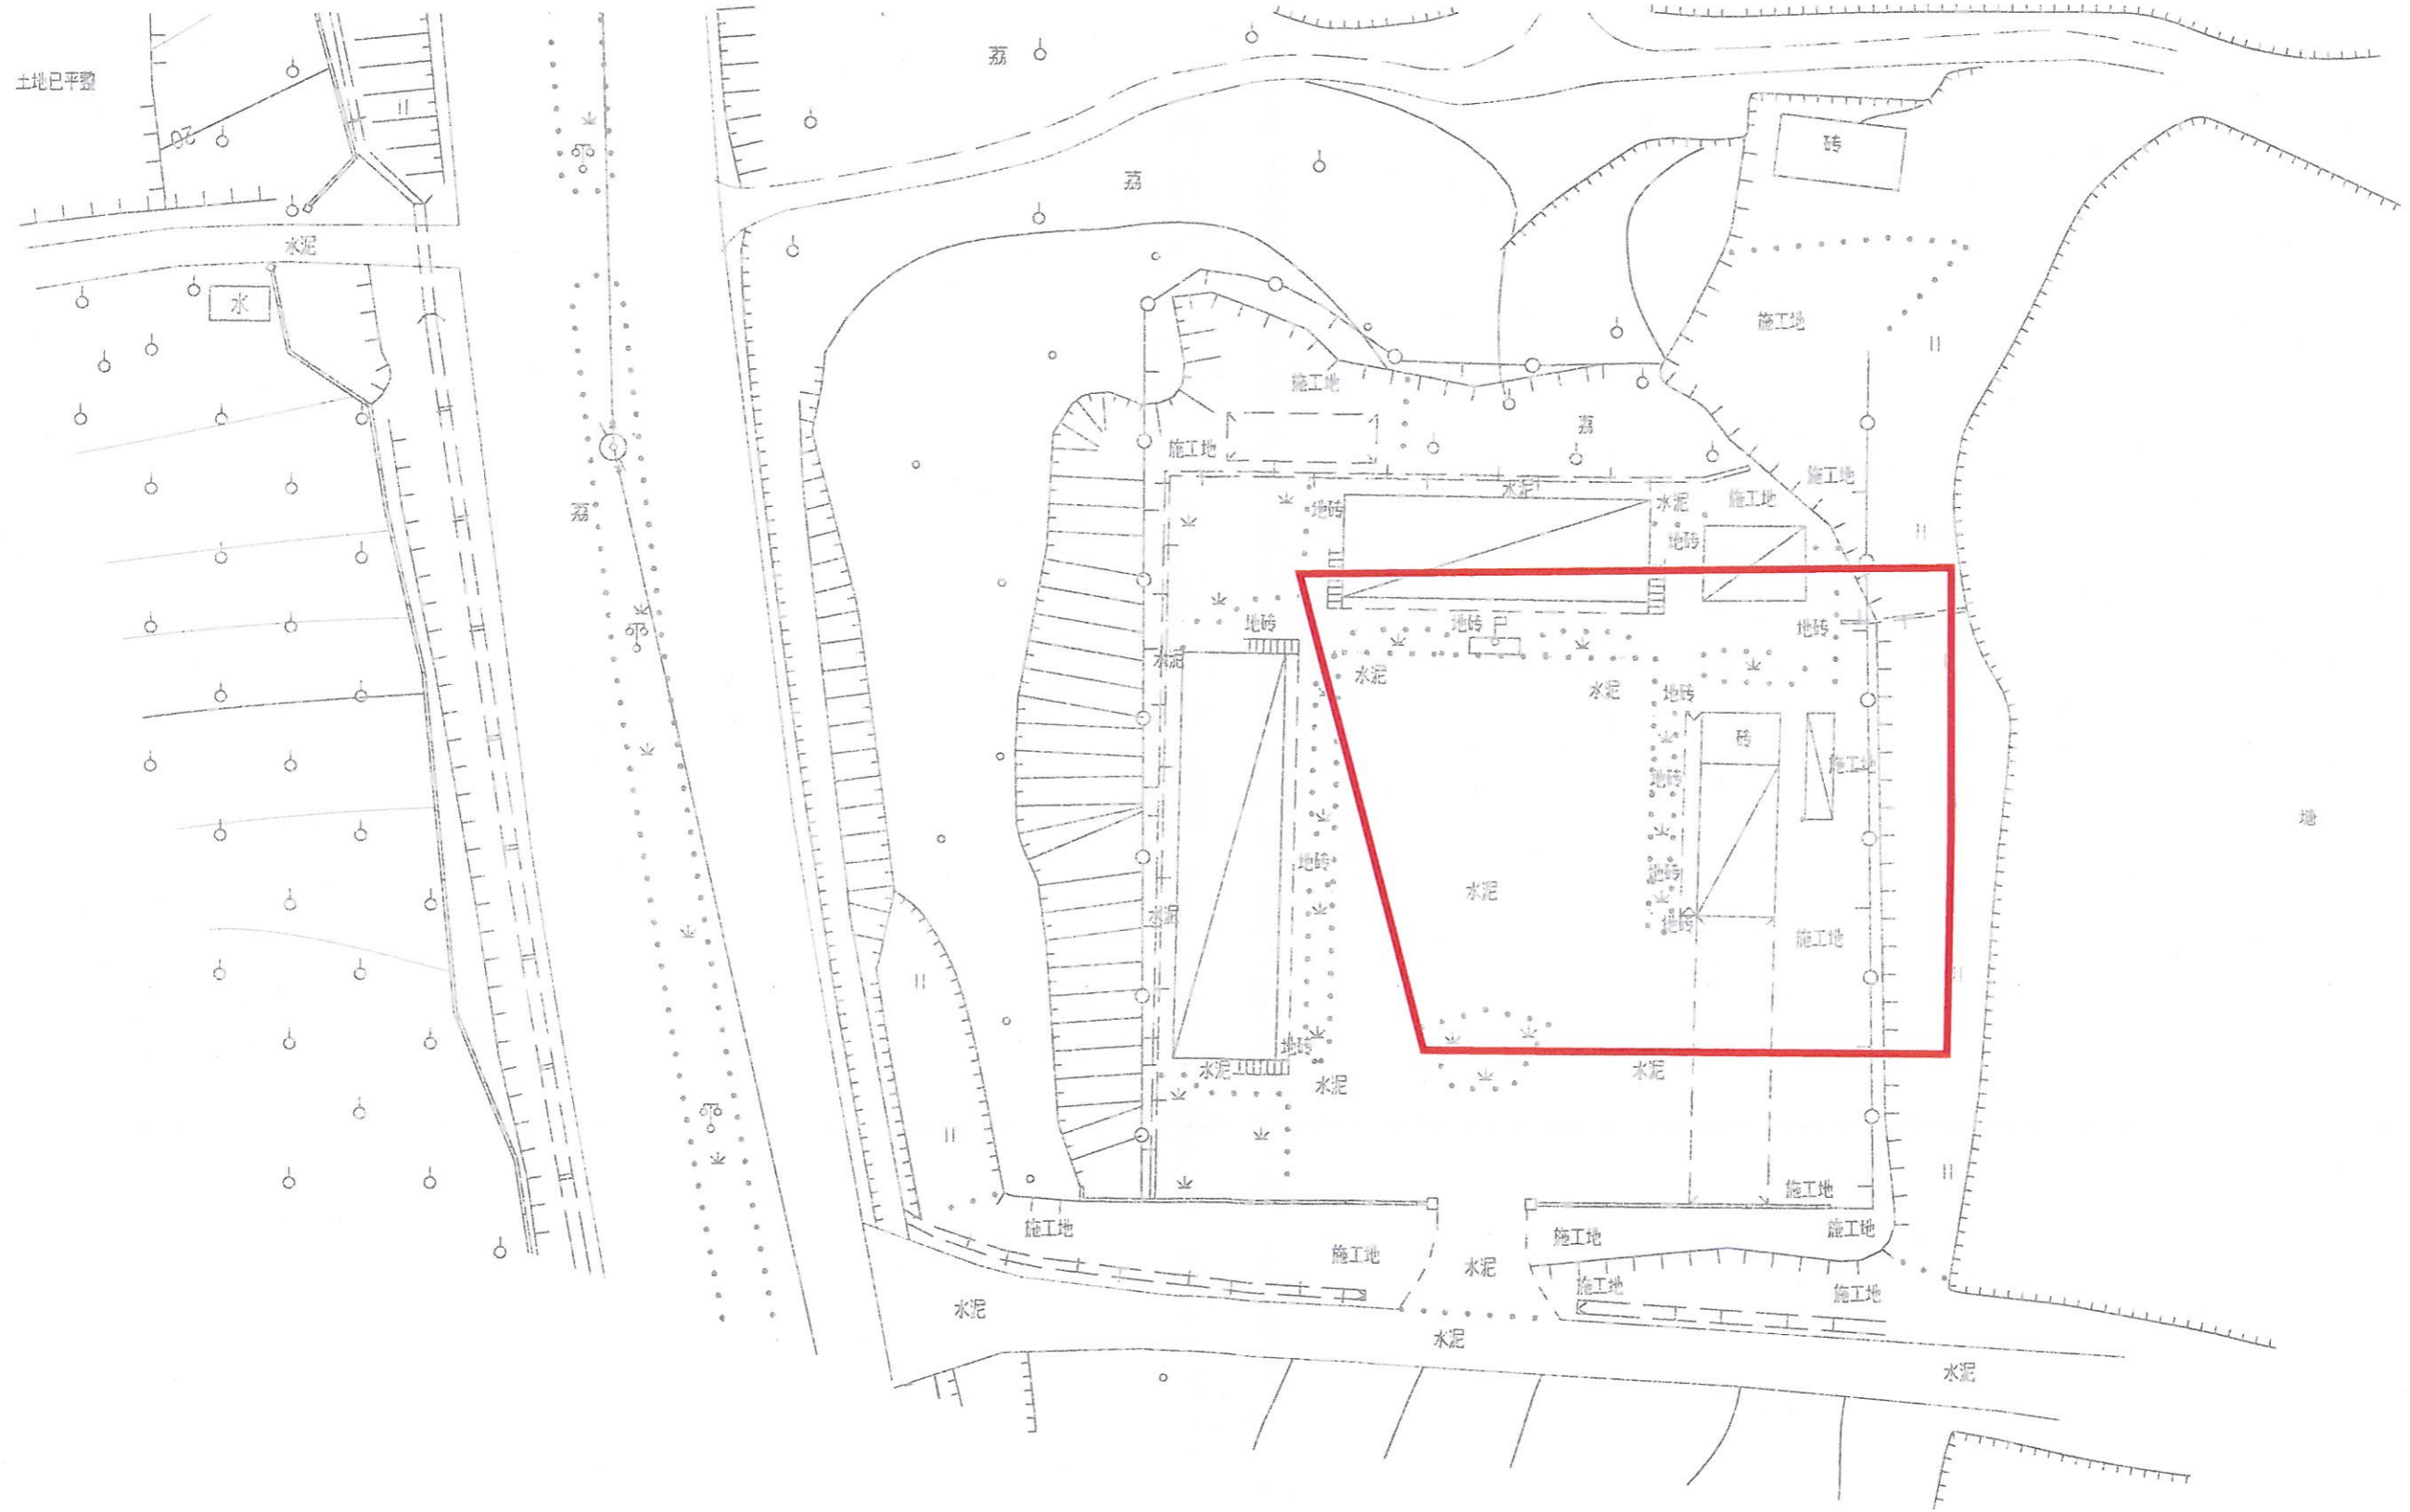 荔
土地已平整
砖
荔
水泥
水
施工地
施工地
荔
施工地
施工地
水泥
水泥
施工地
地砖
荔
地砖
地砖
地砖
地砖
水泥
水泥
水泥
地砖
砖
施工地
地砖
塘
地砖
地砖
水泥
水泥
地砖
施工地
地砖
水泥
水泥
水泥
施工地
施工地
施工地
施工地
施工地
水泥
施工地
施工地
水泥
水泥
水泥